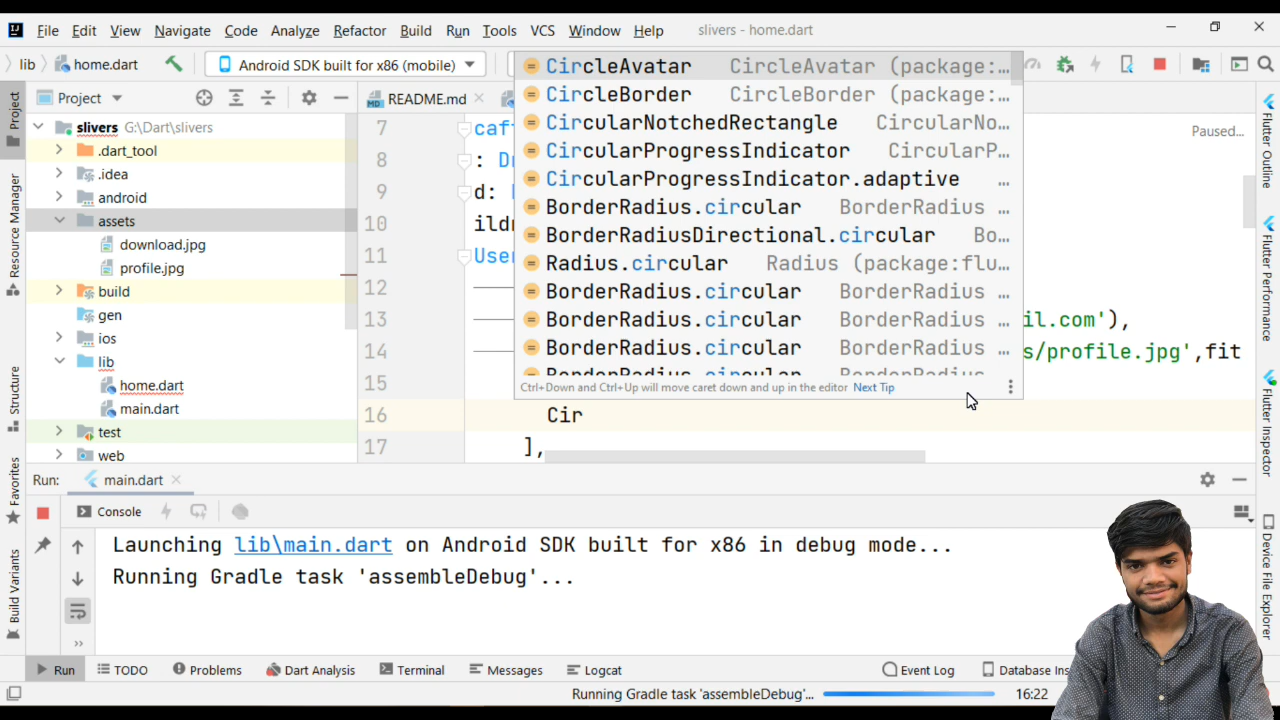 File Edit View Navigate Code Analyze Refactor Build Run Tools VCS Window Help slivers - home.dart
lib home.dart Android SDK built for x86 (mobile)
Project README.md
slivers G:\Dart\slivers
.dart_tool
.idea
android
assets
download.jpg
profile.jpg
build
gen
ios
lib
home.dart
main.dart
test
web
Project
Resource Manager
Structure
Favorites
Build Variants
7 caff
8 : D
9 d:
10 ild
11 User
12
13 il.com'),
14 s/profile.jpg',fit
15
16 Cir
17 ],
CircleAvatar CircleAvatar (package:…
CircleBorder CircleBorder (package:…
CircularNotchedRectangle CircularNo…
CircularProgressIndicator CircularP…
CircularProgressIndicator.adaptive …
BorderRadius.circular BorderRadius …
BorderRadiusDirectional.circular Bo…
Radius.circular Radius (package:flu…
BorderRadius.circular BorderRadius …
BorderRadius.circular BorderRadius …
BorderRadius.circular BorderRadius …
BorderRadius.circular BorderRadius
Ctrl+Down and Ctrl+Up will move caret down and up in the editor Next Tip
Paused...
Flutter Outline
Flutter Performance
Flutter Inspector
Device File Explorer
Run: main.dart
Console
Launching lib\main.dart on Android SDK built for x86 in debug mode...
Running Gradle task 'assembleDebug'...
Run TODO Problems Dart Analysis Terminal Messages Logcat Event Log Database Ins
Running Gradle task 'assembleDebug'... 16:22